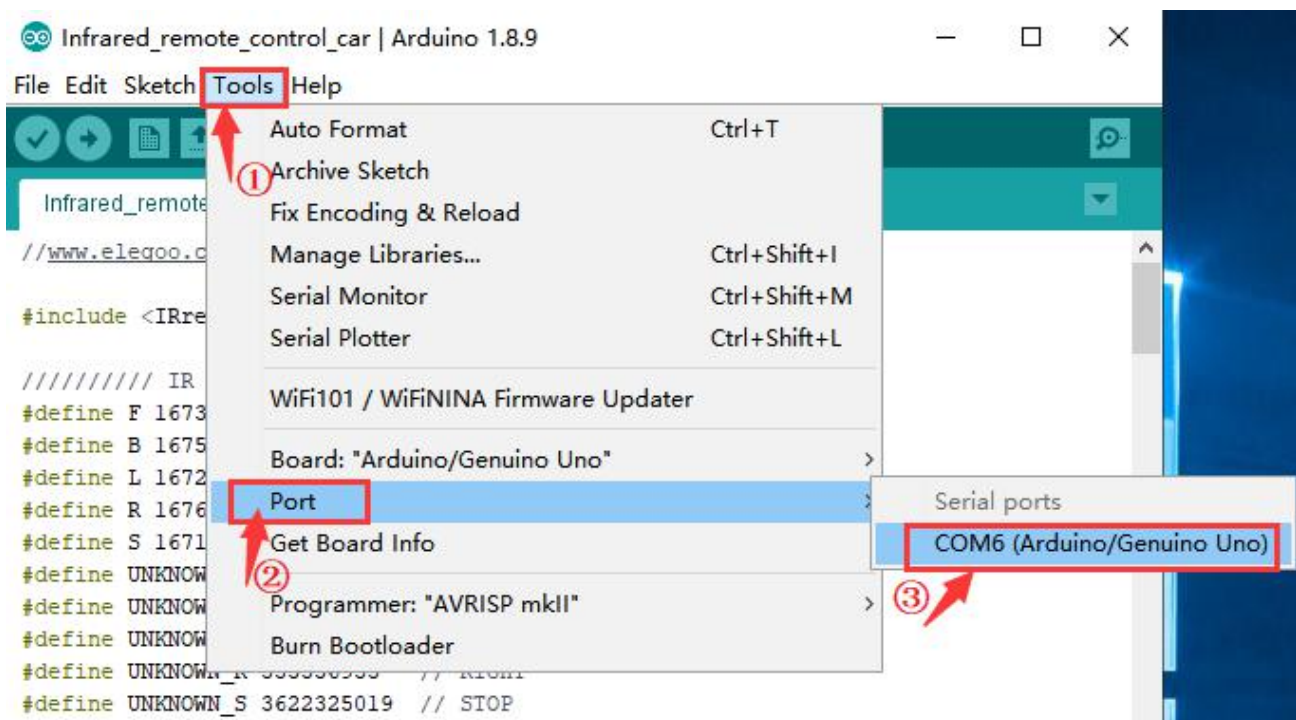 Infrared_remote_control_car | Arduino 1.8.9
File Edit Sketch Tools Help
①
Auto Format Ctrl+T
Archive Sketch
Fix Encoding & Reload
Manage Libraries... Ctrl+Shift+I
Serial Monitor Ctrl+Shift+M
Serial Plotter Ctrl+Shift+L
WiFi101 / WiFiNINA Firmware Updater
Board: "Arduino/Genuino Uno"
Port
②
Get Board Info
Programmer: "AVRISP mkII"
Burn Bootloader
Serial ports
COM6 (Arduino/Genuino Uno)
③
Infrared_remote
//www.elegoo.c
#include <IRre
////////// IR
#define F 1673
#define B 1675
#define L 1672
#define R 1676
#define S 1671
#define UNKNOW
#define UNKNOW
#define UNKNOW
#define UNKNOWN_R // RIGHT
#define UNKNOWN_S 3622325019 // STOP